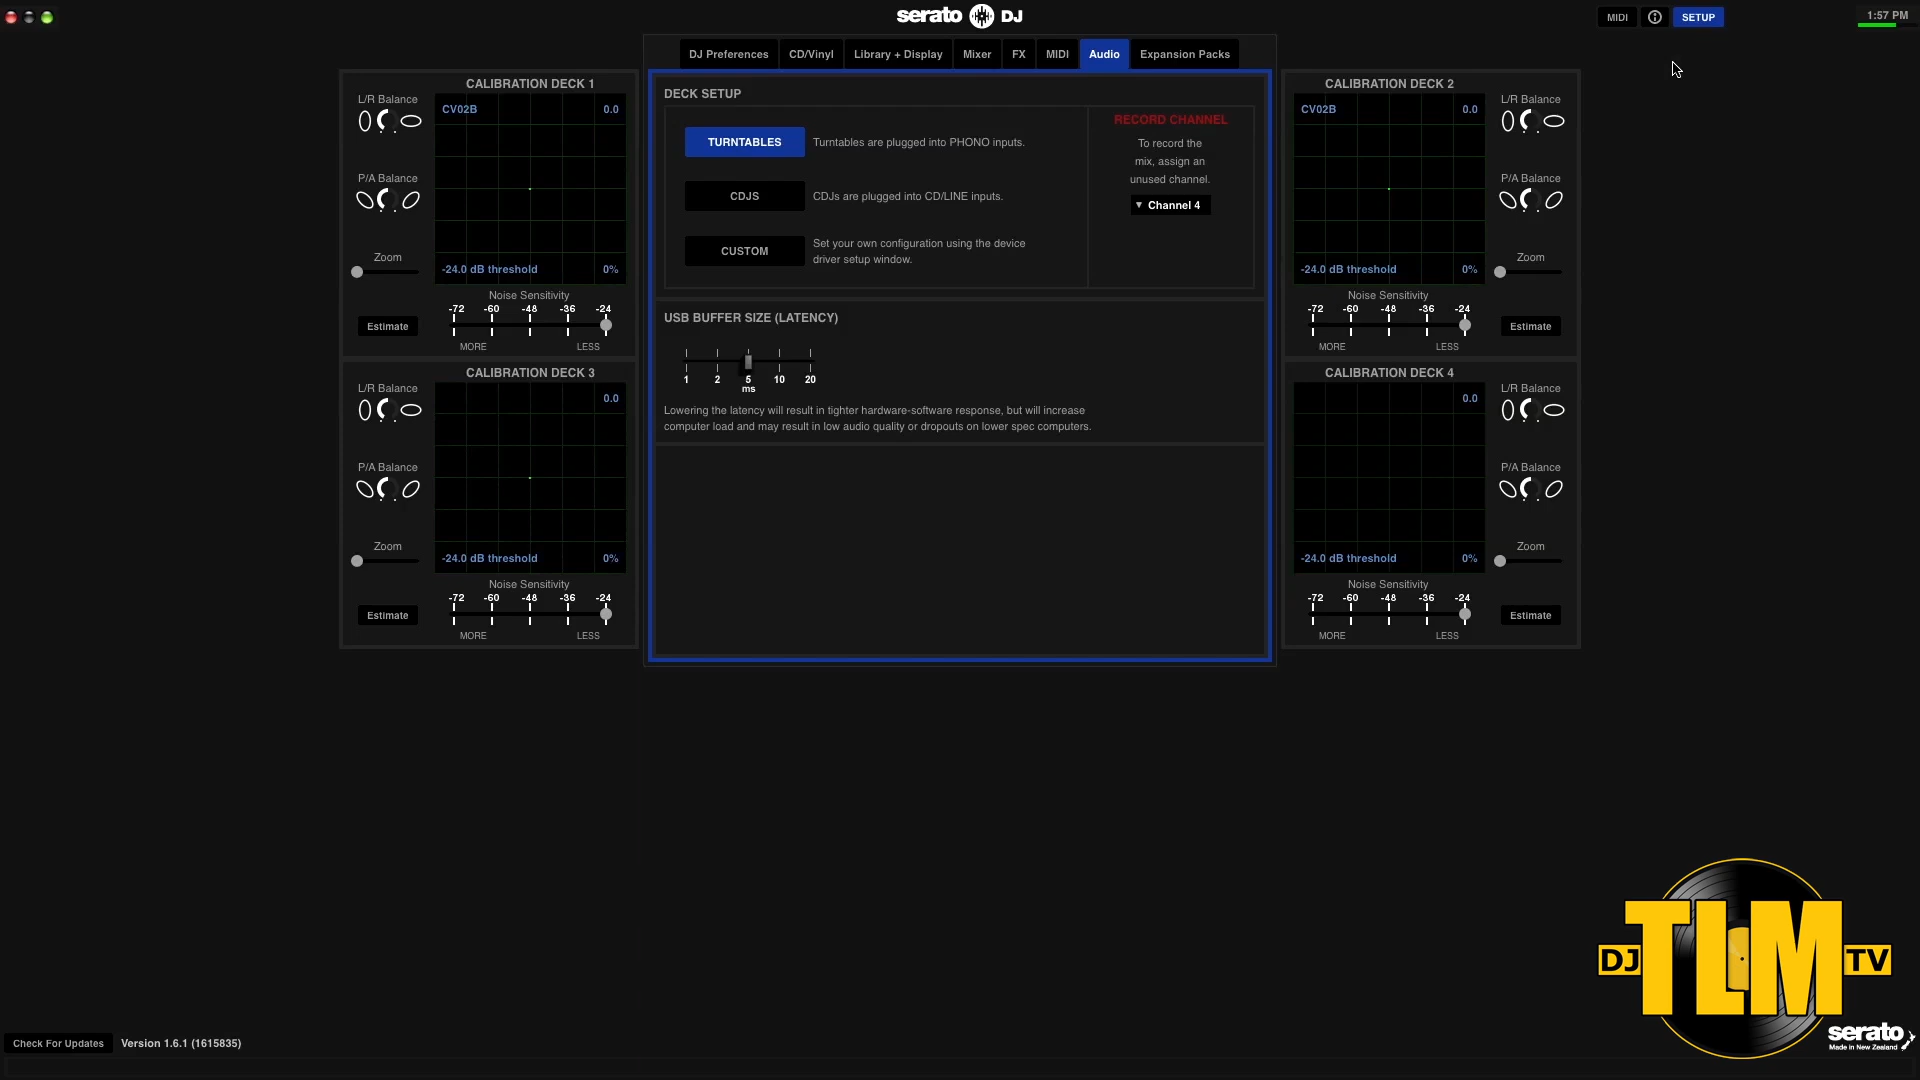 serato DJ
MIDI
SETUP
1:57 PM
DJ Preferences
CD/Vinyl
Library + Display
Mixer
FX
MIDI
Audio
Expansion Packs
CALIBRATION DECK 1
L/R Balance
CV02B
0.0
P/A Balance
Zoom
-24.0 dB threshold
0%
Noise Sensitivity
-72 -60 -48 -36 -24
Estimate
MORE
LESS
CALIBRATION DECK 3
L/R Balance
0.0
P/A Balance
Zoom
-24.0 dB threshold
0%
Noise Sensitivity
-72 -60 -48 -36 -24
Estimate
MORE
LESS
DECK SETUP
TURNTABLES
Turntables are plugged into PHONO inputs.
CDJS
CDJs are plugged into CD/LINE inputs.
CUSTOM
Set your own configuration using the device
driver setup window.
RECORD CHANNEL
To record the
mix, assign an
unused channel.
Channel 4
USB BUFFER SIZE (LATENCY)
1 2 5 10 20
ms
Lowering the latency will result in tighter hardware-software response, but will increase
computer load and may result in low audio quality or dropouts on lower spec computers.
CALIBRATION DECK 2
CV02B
0.0
L/R Balance
P/A Balance
Zoom
-24.0 dB threshold
0%
Noise Sensitivity
-72 -60 -48 -36 -24
Estimate
MORE
LESS
CALIBRATION DECK 4
0.0
L/R Balance
P/A Balance
Zoom
-24.0 dB threshold
0%
Noise Sensitivity
-72 -60 -48 -36 -24
Estimate
MORE
LESS
DJ TLM TV
serato
Made in New Zealand
Check For Updates
Version 1.6.1 (1615835)